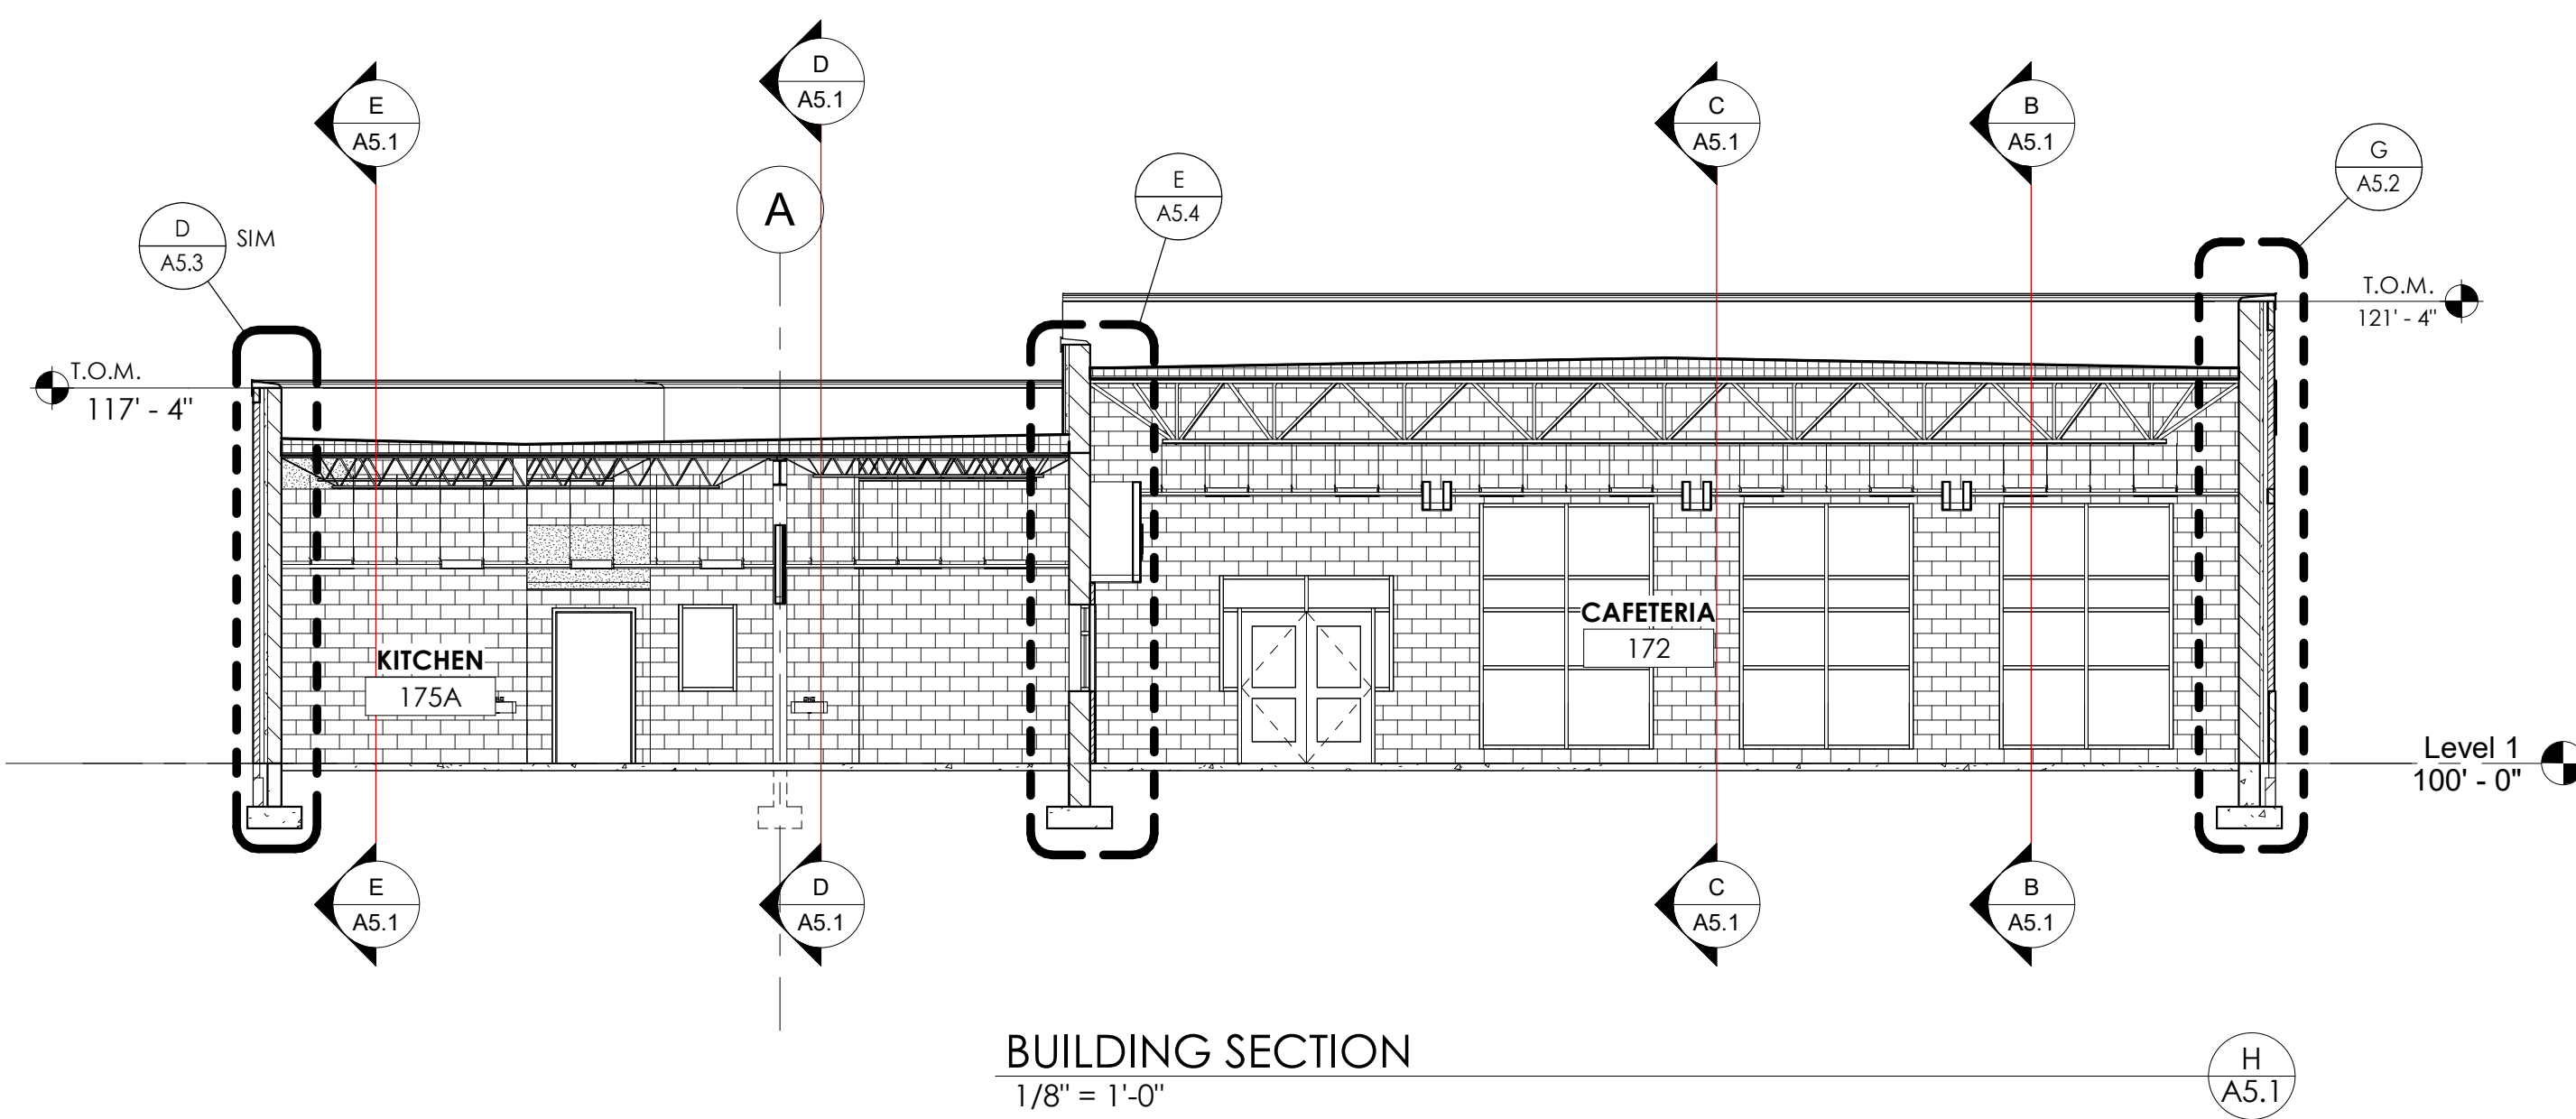 D
A5.1
E
A5.1
C
A5.1
B
A5.1
G
A5.2
E
A5.4
A
D
A5.3
SIM
T.O.M.
121' - 4"
T.O.M.
117' - 4"
CAFETERIA
172
KITCHEN
175A
Level 1
100' - 0"
E
A5.1
D
A5.1
C
A5.1
B
A5.1
BUILDING SECTION
1/8" = 1'-0"
H
A5.1